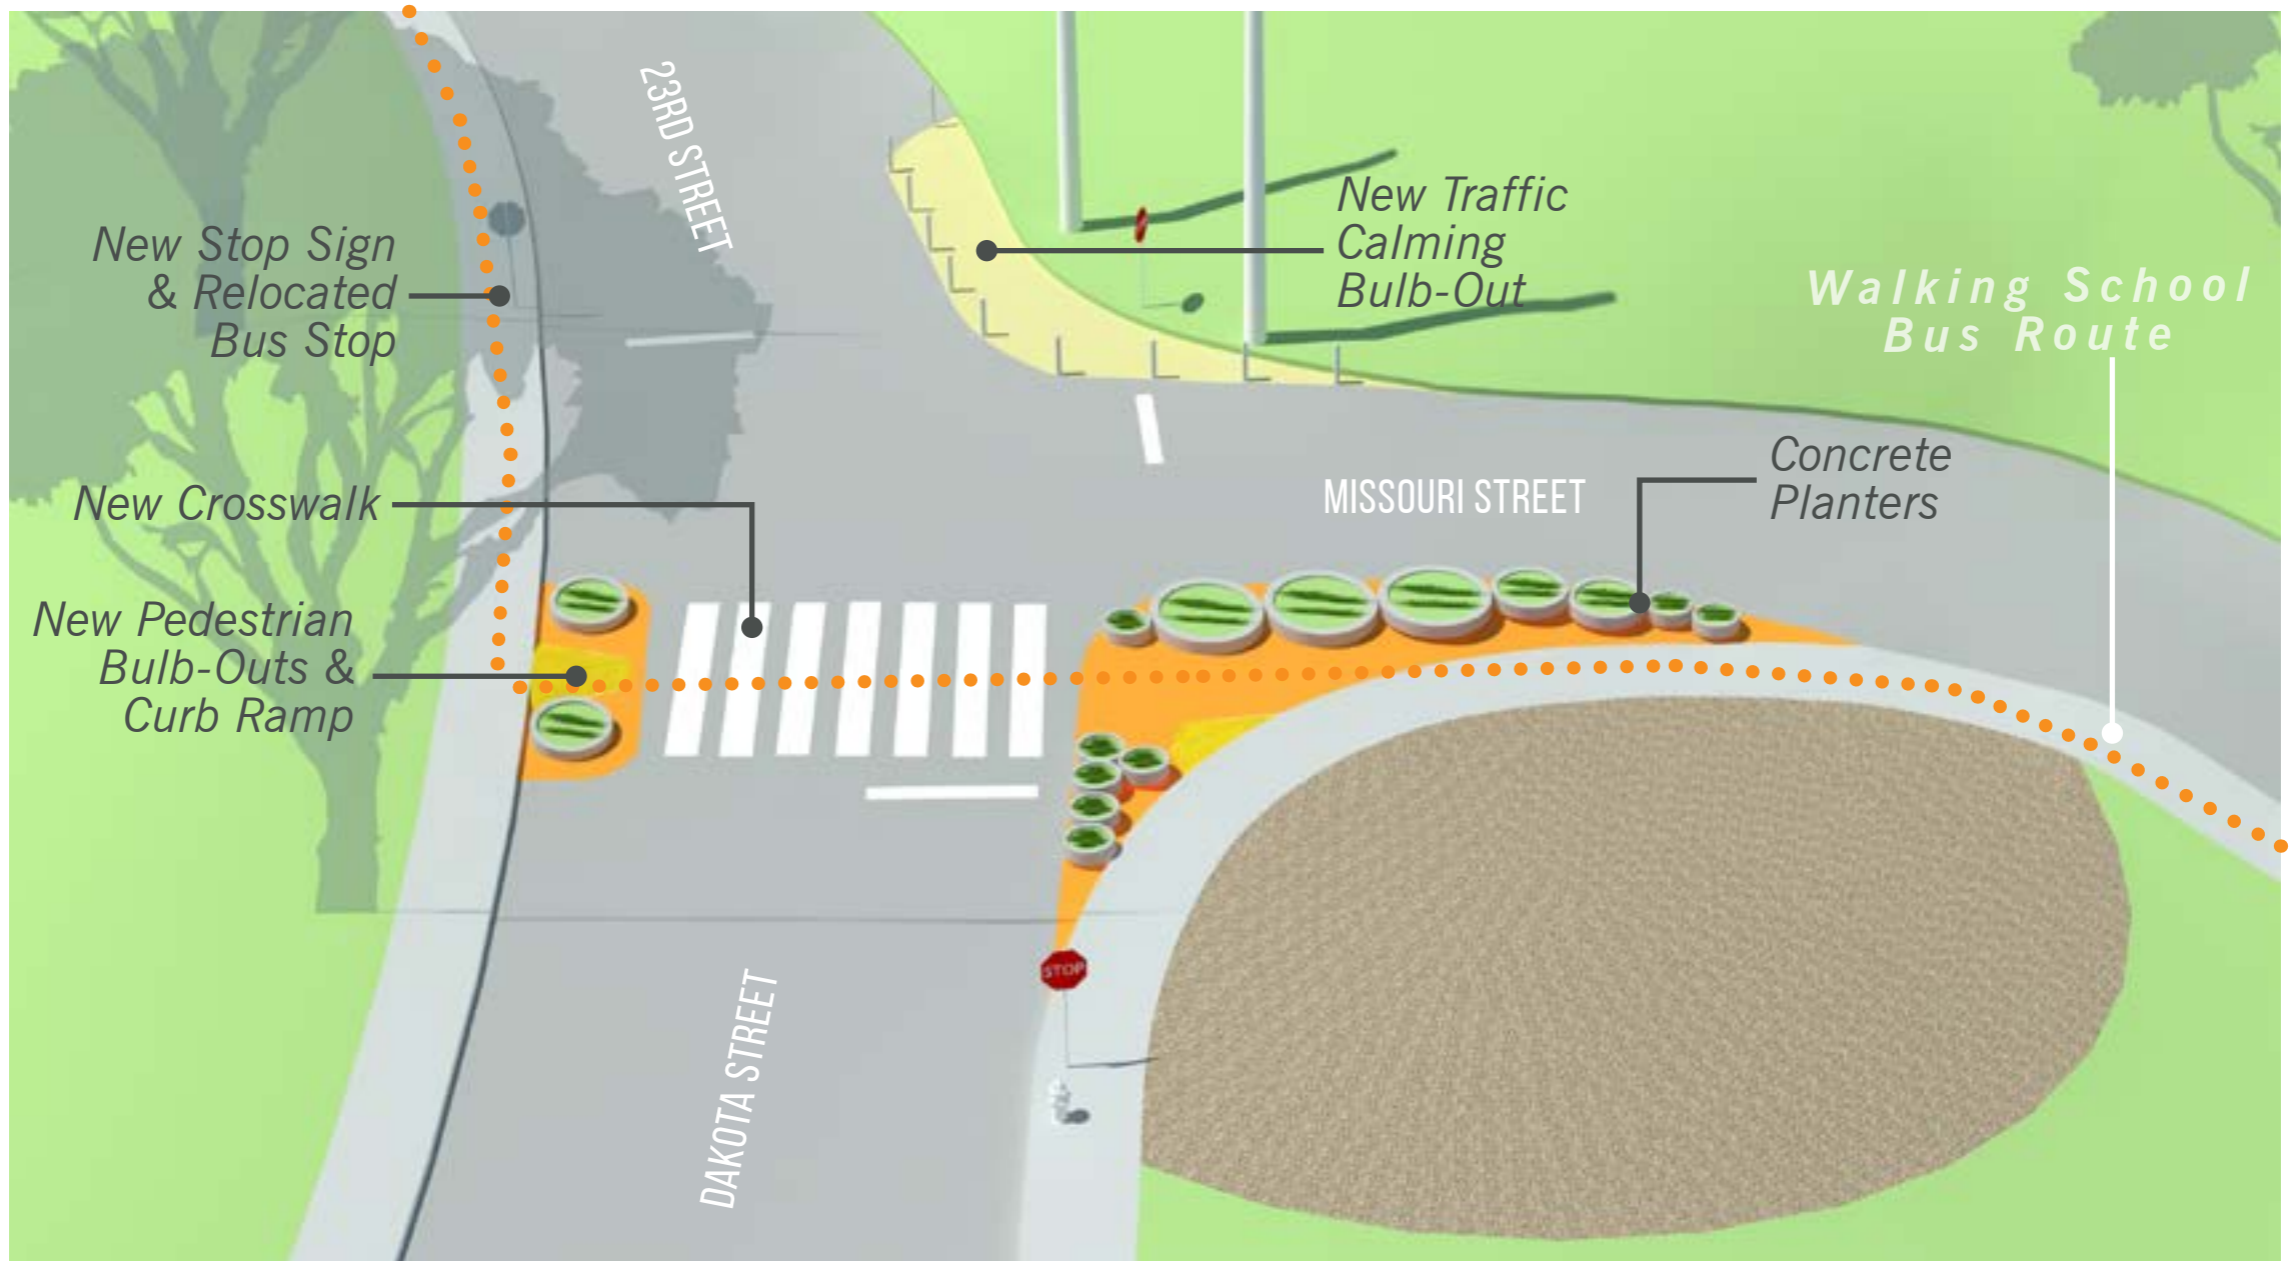 23RD STREET
New Traffic
Calming
Bulb-Out
New Stop Sign
& Relocated
Bus Stop
Walking School
Bus Route
Concrete
Planters
MISSOURI STREET
New Crosswalk
New Pedestrian
Bulb-Outs &
Curb Ramp
STOP
DAKOTA STREET